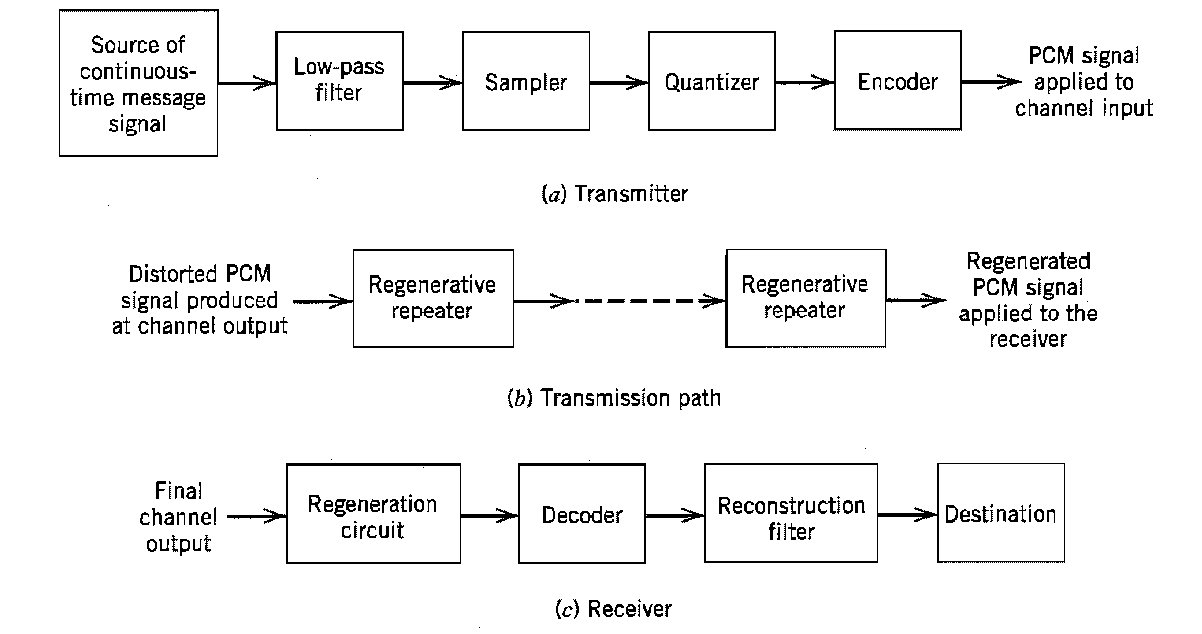 Source of
continuous-
time message
signal
Low-pass
filter
Sampler
Quantizer
Encoder
PCM signal
applied to
channel input
(a) Transmitter
Distorted PCM
signal produced
at channel output
Regenerative
repeater
Regenerative
repeater
Regenerated
PCM signal
applied to the
receiver
(b) Transmission path
Final
channel
output
Regeneration
circuit
Decoder
Reconstruction
filter
Destination
(c) Receiver